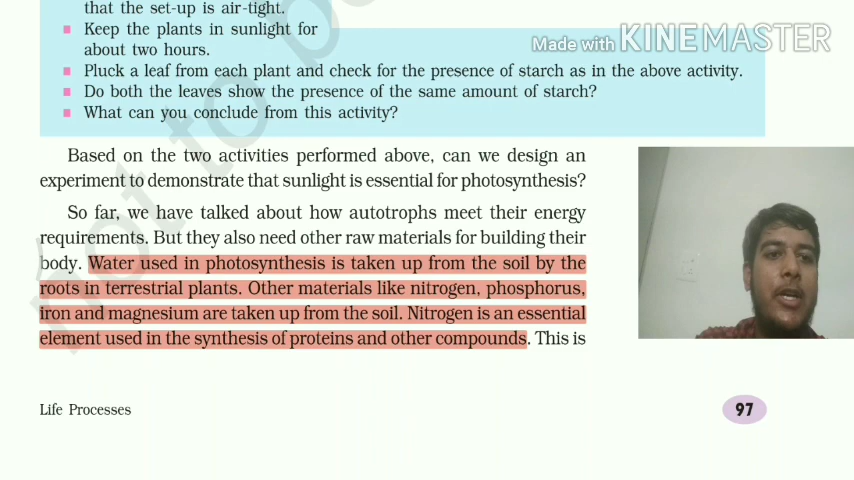 that the set-up is air-tight.
Keep the plants in sunlight for
about two hours.
Made with KINEMASTER
Pluck a leaf from each plant and check for the presence of starch as in the above activity.
Do both the leaves show the presence of the same amount of starch?
What can you conclude from this activity?
Based on the two activities performed above, can we design an
experiment to demonstrate that sunlight is essential for photosynthesis?
So far, we have talked about how autotrophs meet their energy
requirements. But they also need other raw materials for building their
body. Water used in photosynthesis is taken up from the soil by the
roots in terrestrial plants. Other materials like nitrogen, phosphorus,
iron and magnesium are taken up from the soil. Nitrogen is an essential
element used in the synthesis of proteins and other compounds. This is
Life Processes
97
not to be